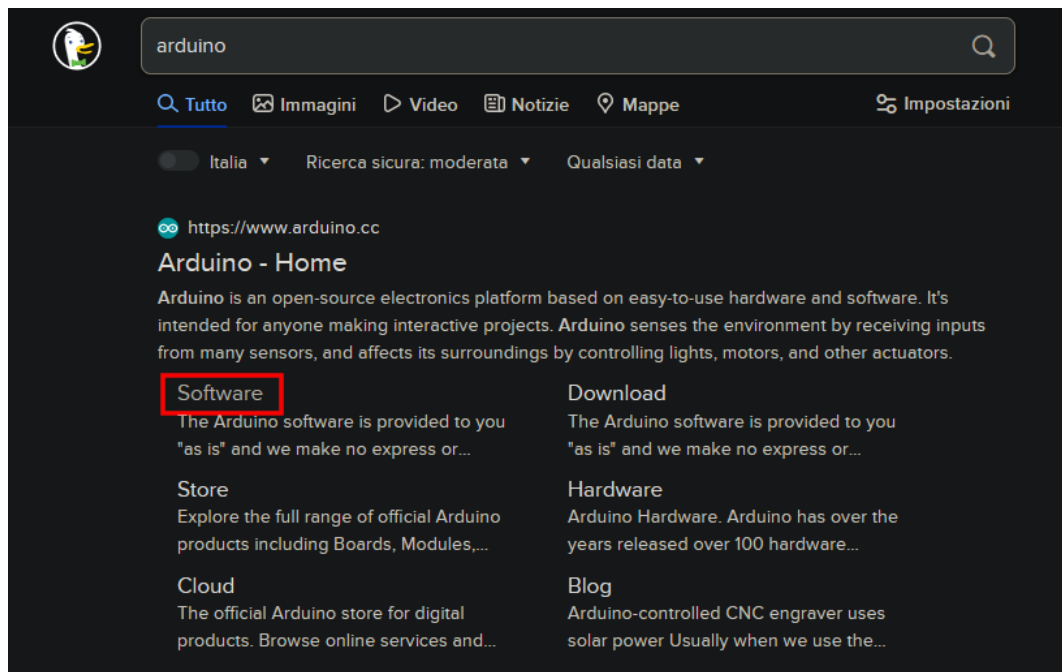 arduino
Tutto Immagini Video Notizie Mappe Impostazioni
Italia Ricerca sicura: moderata Qualsiasi data
https://www.arduino.cc
Arduino - Home
Arduino is an open-source electronics platform based on easy-to-use hardware and software. It's
intended for anyone making interactive projects. Arduino senses the environment by receiving inputs
from many sensors, and affects its surroundings by controlling lights, motors, and other actuators.
Software
The Arduino software is provided to you
"as is" and we make no express or...
Download
The Arduino software is provided to you
"as is" and we make no express or...
Store
Explore the full range of official Arduino
products including Boards, Modules,...
Hardware
Arduino Hardware. Arduino has over the
years released over 100 hardware...
Cloud
The official Arduino store for digital
products. Browse online services and...
Blog
Arduino-controlled CNC engraver uses
solar power Usually when we use the...